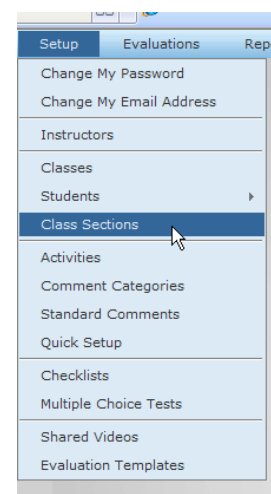 Setup Evaluations Rep
Change My Password
Change My Email Address
Instructors
Classes
Students
Class Sections
Activities
Comment Categories
Standard Comments
Quick Setup
Checklists
Multiple Choice Tests
Shared Videos
Evaluation Templates